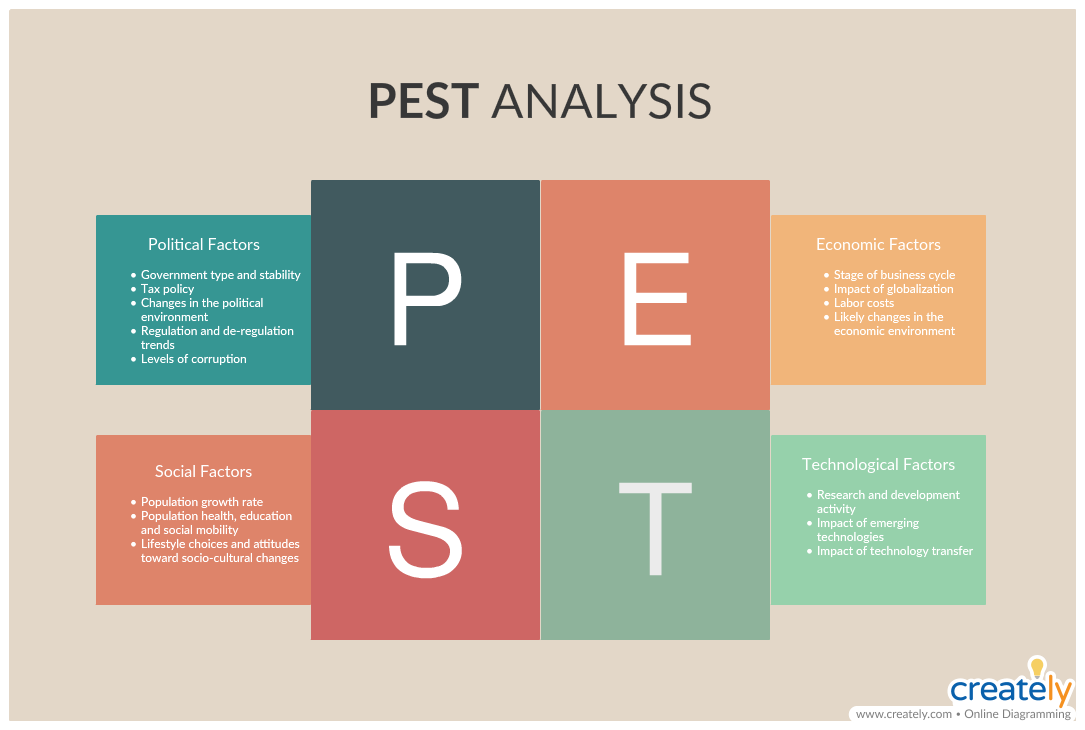 PEST ANALYSIS
P
E
Political Factors
• Government type and stability
• Tax policy
• Changes in the political
environment
• Regulation and de-regulation
trends
• Levels of corruption
Economic Factors
• Stage of business cycle
• Impact of globalization
• Labor costs
• Likely changes in the
economic environment
S
T
Social Factors
• Population growth rate
• Population health, education
and social mobility
• Lifestyle choices and attitudes
toward socio-cultural changes
Technological Factors
• Research and development
activity
• Impact of emerging
technologies
• Impact of technology transfer
creately
www.creately.com • Online Diagramming